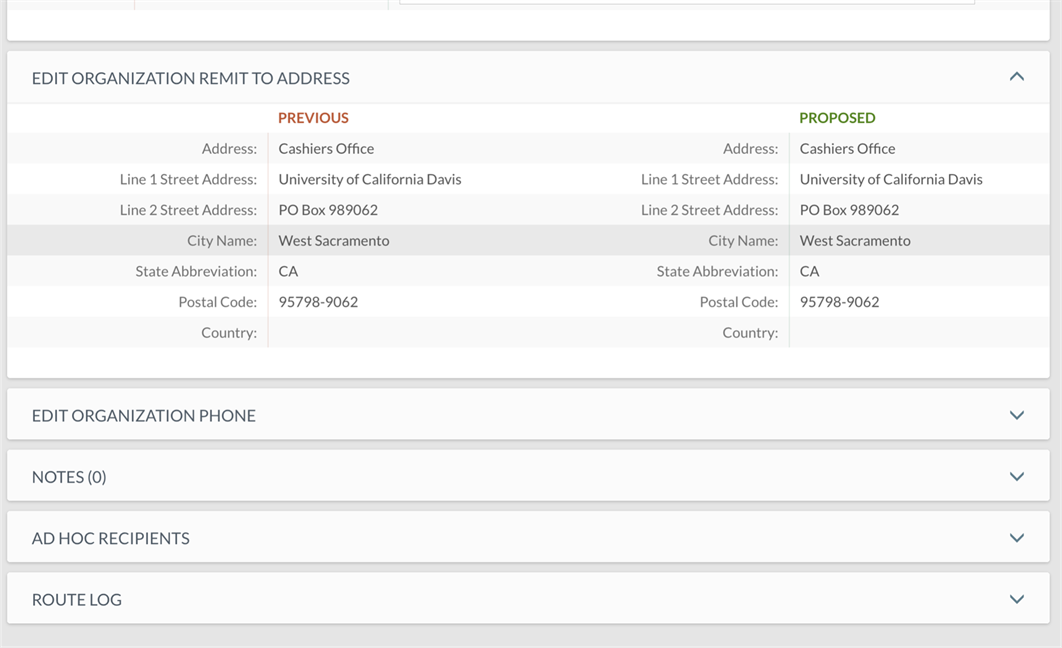 EDIT ORGANIZATION REMIT TO ADDRESS
PREVIOUS PROPOSED
Address: Cashiers Office Address: Cashiers Office
Line 1 Street Address: University of California Davis Line 1 Street Address: University of California Davis
Line 2 Street Address: PO Box 989062 Line 2 Street Address: PO Box 989062
City Name: West Sacramento City Name: West Sacramento
State Abbreviation: CA State Abbreviation: CA
Postal Code: 95798-9062 Postal Code: 95798-9062
Country: Country:
EDIT ORGANIZATION PHONE
NOTES (0)
AD HOC RECIPIENTS
ROUTE LOG